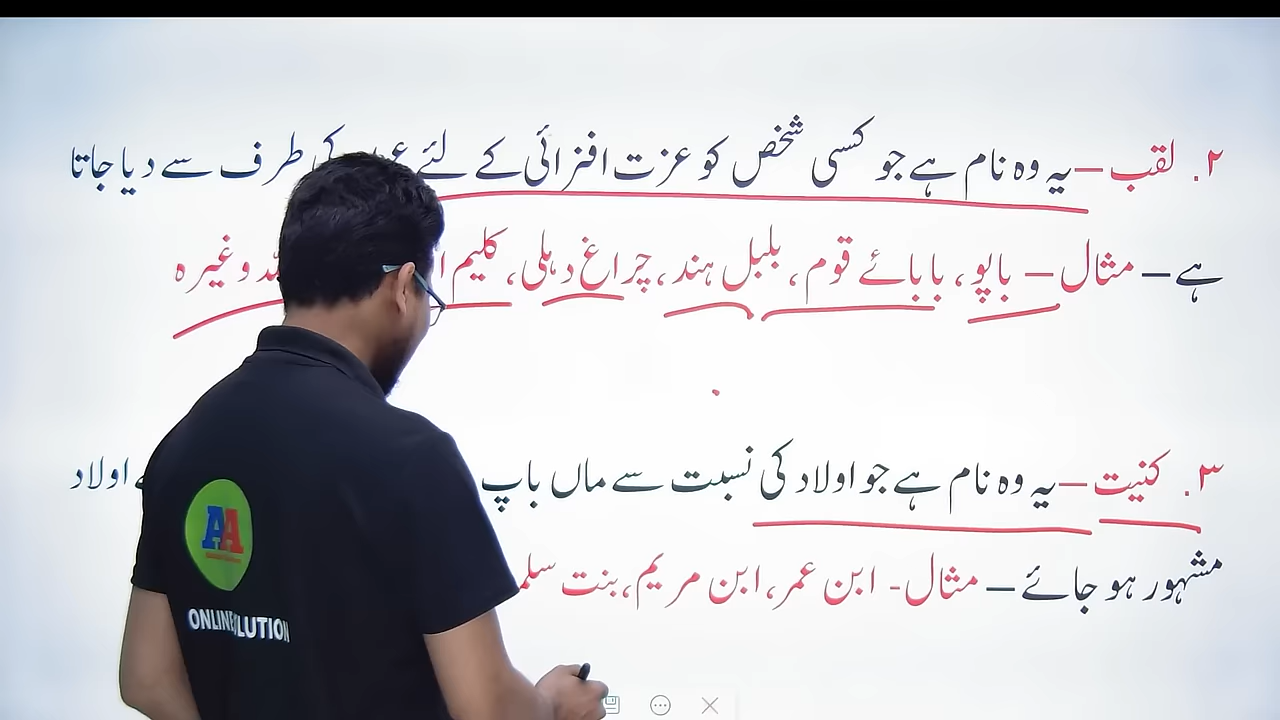 ۲. لقب – یہ وہ نام ہے جو کسی شخص کو عزت افزائی کے لئے کی طرف سے دیا جاتا
ہے – مثال – باپو، بابائے قوم، بلبل ہند، چراغ دہلی، کلیم وغیرہ
۳. کنیت – یہ وہ نام ہے جو اولاد کی نسبت سے ماں باپ اولاد
مشہور ہو جائے – مثال - ابن عمر، ابن مریم، بنت
AA
ONLINE LUTION